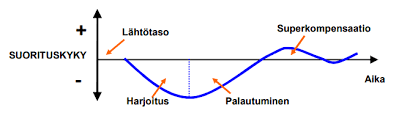 +
Lähtötaso
Superkompensaatio
SUORITUSKYKY
-
Harjoitus
Palautuminen
Aika